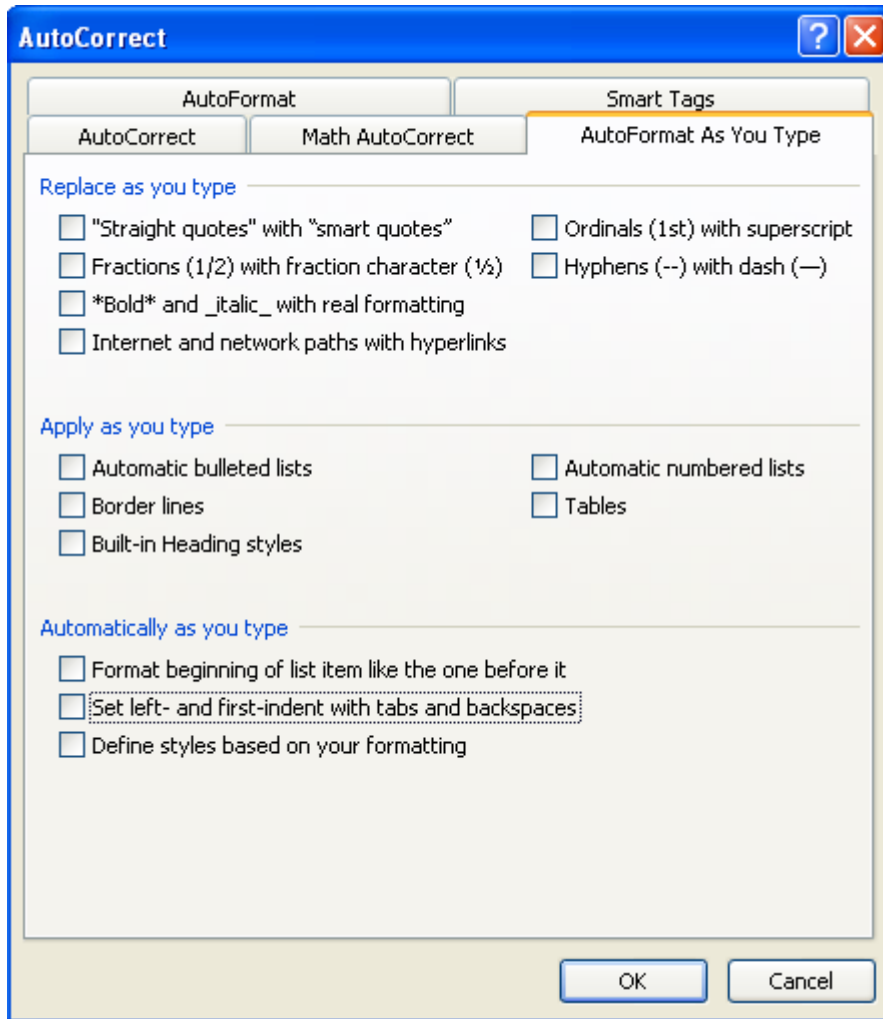 AutoCorrect
AutoFormat Smart Tags
AutoCorrect Math AutoCorrect AutoFormat As You Type
Replace as you type
"Straight quotes" with “smart quotes” Ordinals (1st) with superscript
Fractions (1/2) with fraction character (½) Hyphens (--) with dash (—)
*Bold* and _italic_ with real formatting
Internet and network paths with hyperlinks
Apply as you type
Automatic bulleted lists Automatic numbered lists
Border lines Tables
Built-in Heading styles
Automatically as you type
Format beginning of list item like the one before it
Set left- and first-indent with tabs and backspaces
Define styles based on your formatting
OK Cancel